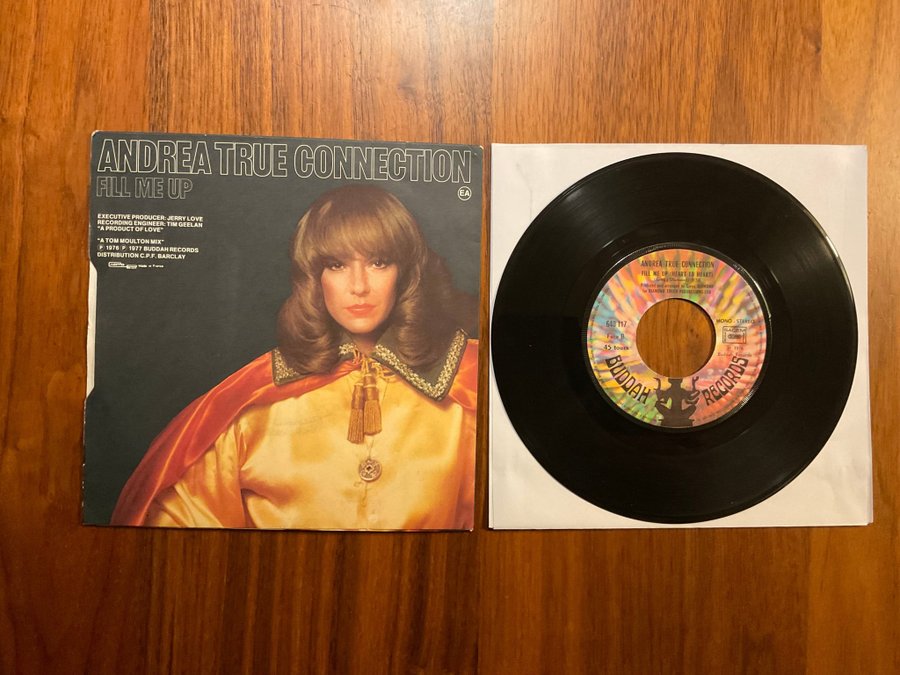 ANDREA TRUE CONNECTION
FILL ME UP
EA
EXECUTIVE PRODUCER: JERRY LOVE
RECORDING ENGINEER: TIM GEELAN
"A PRODUCT OF LOVE"
"A TOM MOULTON MIX"
Ⓟ 1976 Ⓟ 1977 BUDDAH RECORDS
DISTRIBUTION C.P.F. BARCLAY
Made in France
ANDREA TRUE CONNECTION
FILL ME UP (HEART TO HEART)
MONO - STEREO
640 117
Face B
45 tours
SACEM
BUDDAH RECORDS